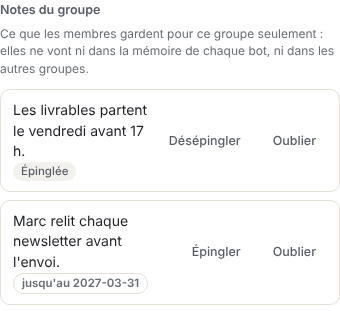 Notes du groupe
Ce que les membres gardent pour ce groupe seulement :
elles ne vont ni dans la mémoire de chaque bot, ni dans les
autres groupes.
Les livrables partent
le vendredi avant 17
h.
Désépingler
Oublier
Épinglée
Marc relit chaque
newsletter avant
l'envoi.
Épingler
Oublier
jusqu'au 2027-03-31